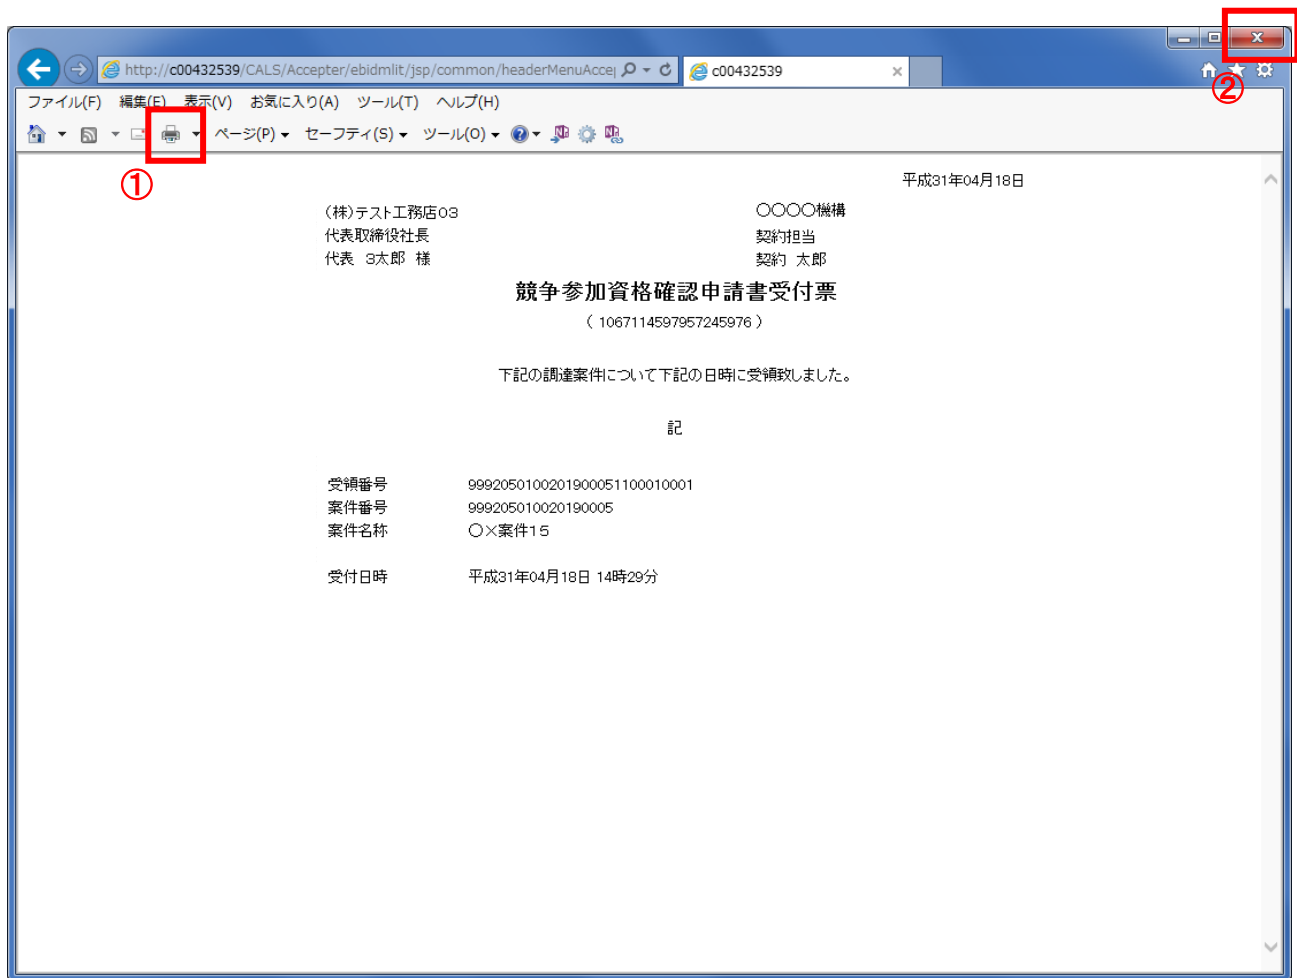 ②
http://c00432539/CALS/Accepter/ebidmlit/jsp/common/headerMenuAcce
c00432539
ファイル(F) 編集(E) 表示(V) お気に入り(A) ツール(T) ヘルプ(H)
ページ(P) セーフティ(S) ツール(O)
①
平成31年04月18日
(株)テスト工務店03
〇〇〇〇機構
代表取締役社長
契約担当
代表 3太郎 様
契約 太郎
競争参加資格確認申請書受付票
( 1067114597957245976 )
下記の調達案件について下記の日時に受領致しました。
記
受領番号 9992050100201900051100010001
案件番号 999205010020190005
案件名称 〇×案件15
受付日時 平成31年04月18日 14時29分